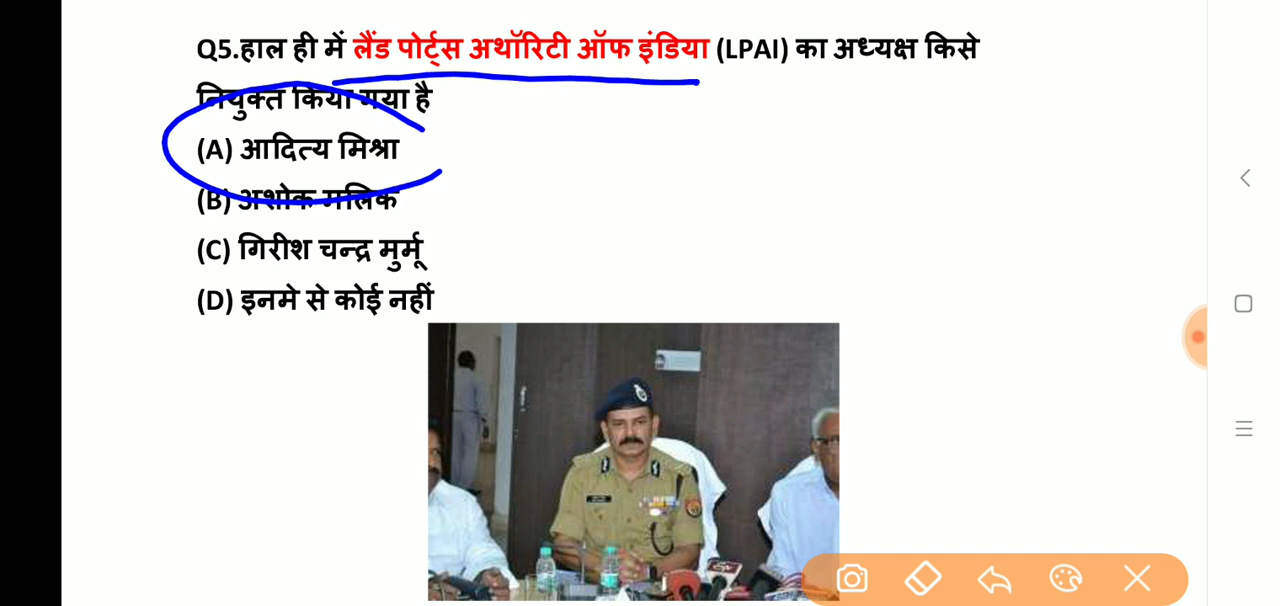 Q5.हाल ही में लैंड पोर्ट्स अथॉरिटी ऑफ इंडिया (LPAI) का अध्यक्ष किसे
नियुक्त किया गया है
(A) आदित्य मिश्रा
(B) अशोक मलिक
(C) गिरीश चन्द्र मुर्मू
(D) इनमे से कोई नहीं